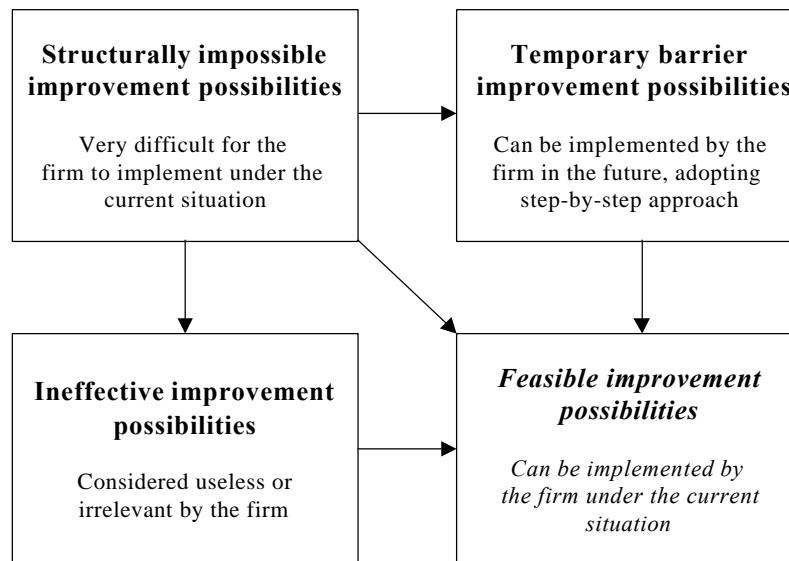 Structurally impossible
improvement possibilities
Very difficult for the
firm to implement under the
current situation
Temporary barrier
improvement possibilities
Can be implemented by the
firm in the future, adopting
step-by-step approach
Ineffective improvement
possibilities
Considered useless or
irrelevant by the firm
Feasible improvement
possibilities
Can be implemented by
the firm under the current
situation